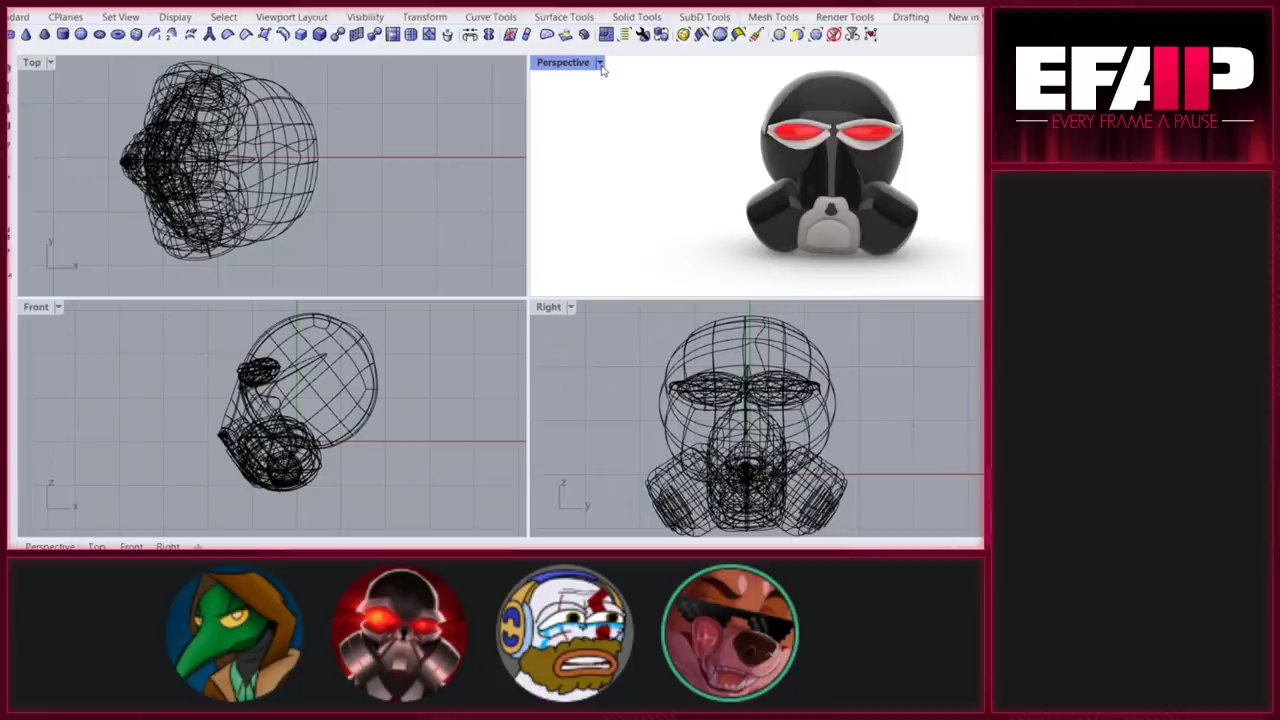 dard CPlanes Set View Display Select Viewport Layout Visibility Transform Curve Tools Surface Tools Solid Tools SubD Tools Mesh Tools Render Tools Drafting New in
Top
Perspective
y
x
Front
Right
z
x
z
y
Perspective Top Front Right
EFAP
EVERY FRAME A PAUSE